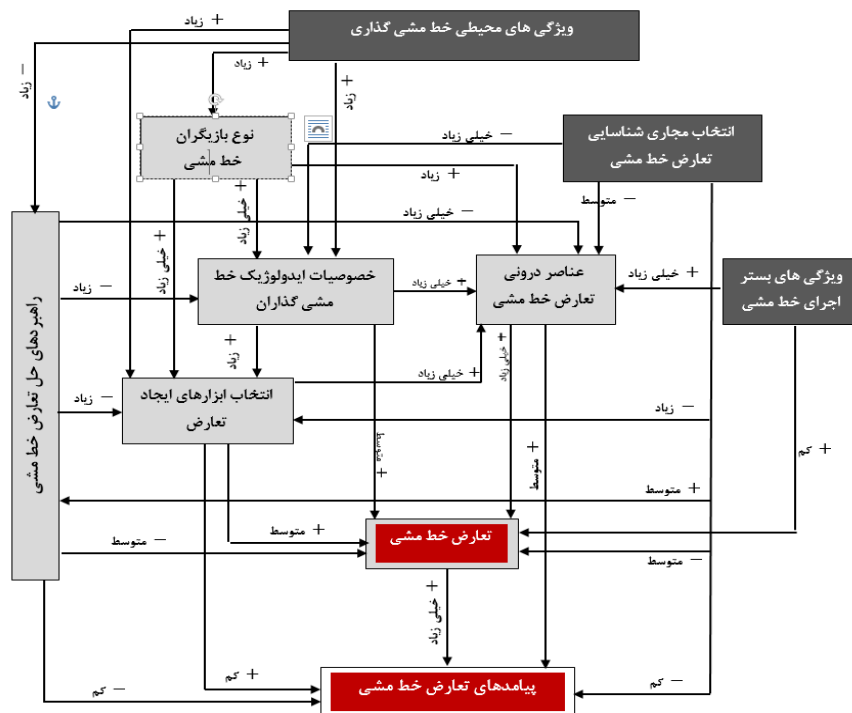 ویژگی های محیطی خط مشی گذاری
+ زیاد
− زیاد
+ زیاد
+ زیاد
نوع بازیگران
خط مشی
انتخاب مجاری شناسایی
تعارض خط مشی
− خیلی زیاد
+ زیاد
− متوسط
+ خیلی زیاد
+ خیلی زیاد
− خیلی زیاد
خصوصیات ایدولوژیک خط
مشی گذاران
عناصر درونی
تعارض خط مشی
ویژگی های بستر
اجرای خط مشی
+ خیلی زیاد
− زیاد
+ خیلی زیاد
راهبردهای حل تعارض خط مشی
+ زیاد
+ خیلی زیاد
+ خیلی زیاد
انتخاب ابزارهای ایجاد
تعارض
− زیاد
− زیاد
+ متوسط
+ متوسط
+ کم
+ متوسط
+ متوسط
تعارض خط مشی
− متوسط
− متوسط
+ خیلی زیاد
+ کم
− کم
پیامدهای تعارض خط مشی
− کم